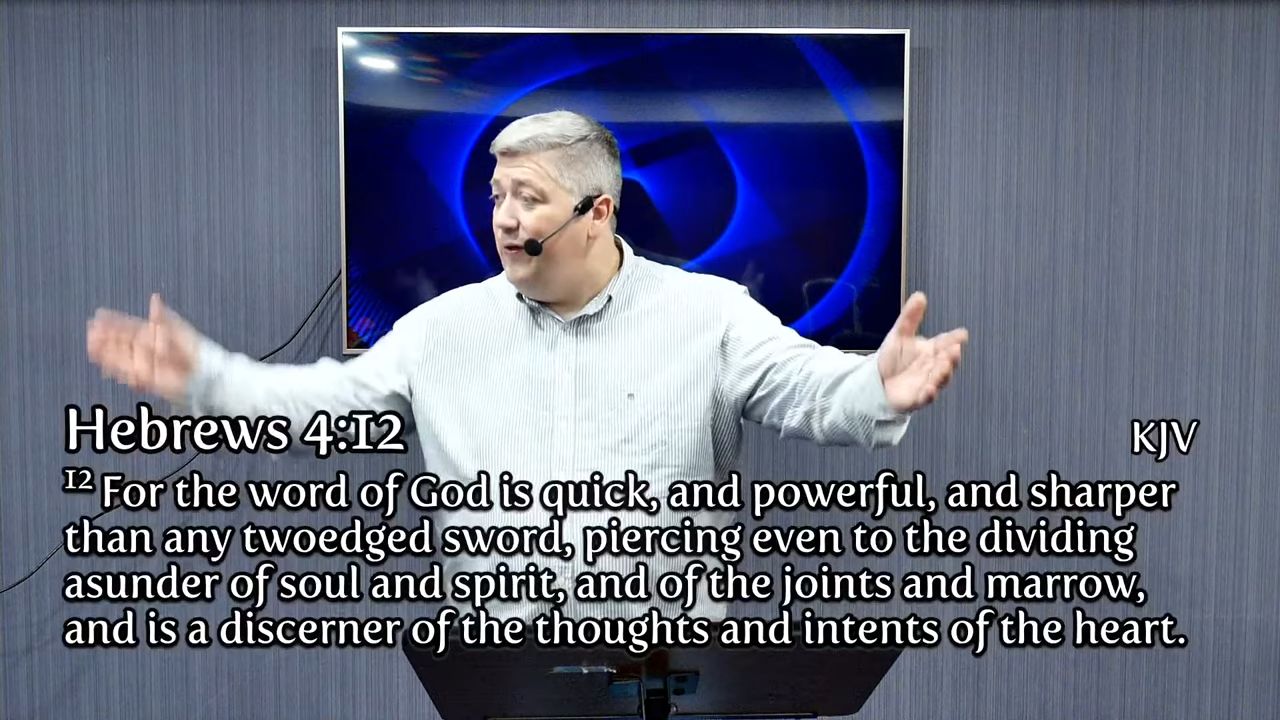 Hebrews 4:12 KJV
12 For the word of God is quick, and powerful, and sharper
than any twoedged sword, piercing even to the dividing
asunder of soul and spirit, and of the joints and marrow,
and is a discerner of the thoughts and intents of the heart.